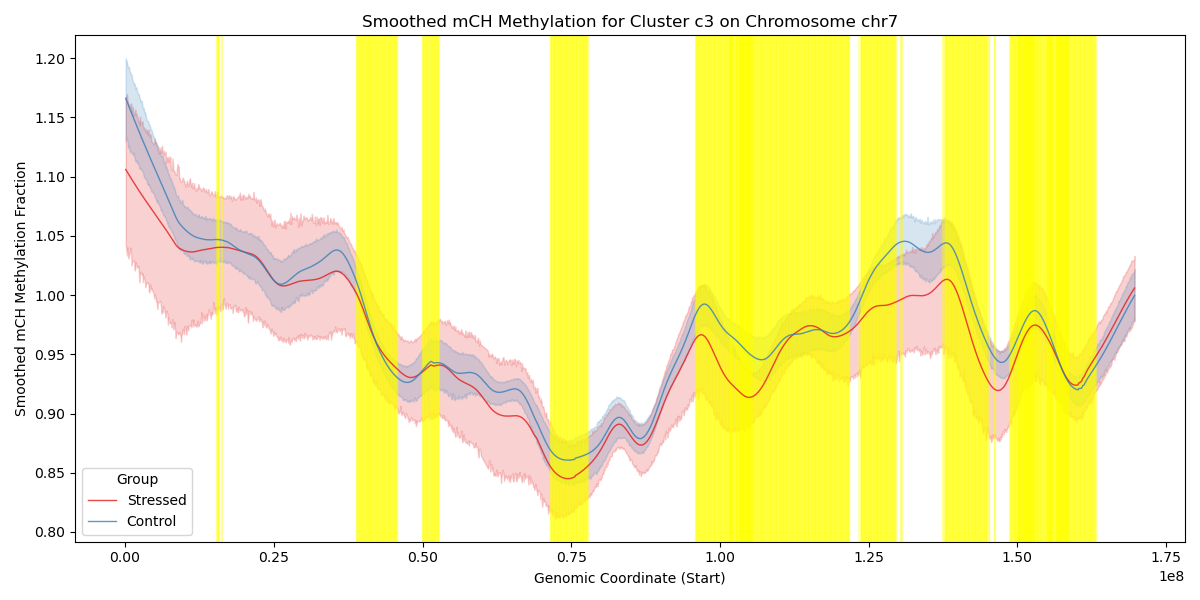 Smoothed mCH Methylation for Cluster c3 on Chromosome chr7
Smoothed mCH Methylation Fraction
1.20
1.15
1.10
1.05
1.00
0.95
0.90
0.85
0.80
Group
Stressed
Control
0.00 0.25 0.50 0.75 1.00 1.25 1.50 1.75
1e8
Genomic Coordinate (Start)